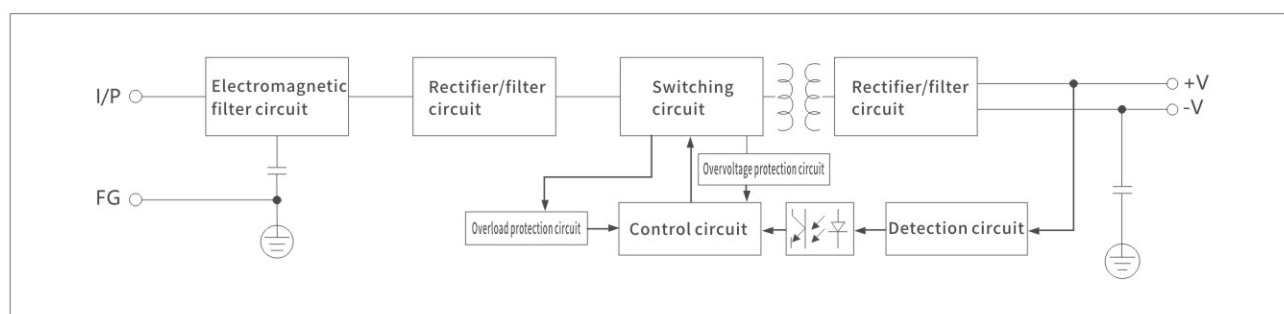 I/P
Electromagnetic
filter circuit
Rectifier/filter
circuit
Switching
circuit
Rectifier/filter
circuit
+V
-V
Overvoltage protection circuit
FG
Overload protection circuit
Control circuit
Detection circuit